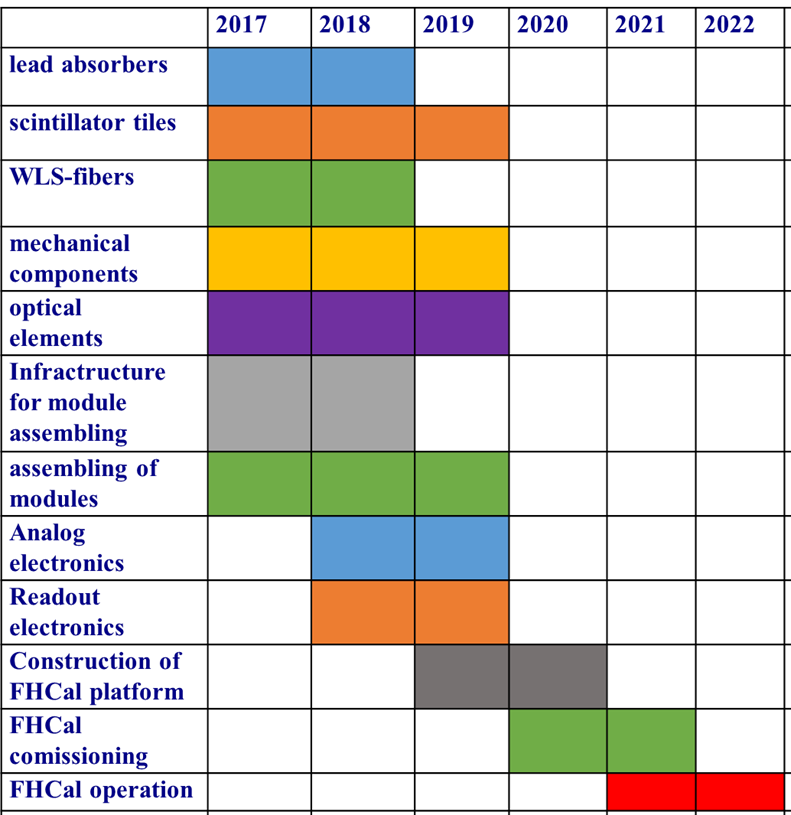 2017 2018 2019 2020 2021 2022
lead absorbers
scintillator tiles
WLS-fibers
mechanical
components
optical
elements
Infractructure
for module
assembling
assembling of
modules
Analog
electronics
Readout
electronics
Construction of
FHCal platform
FHCal
comissioning
FHCal operation